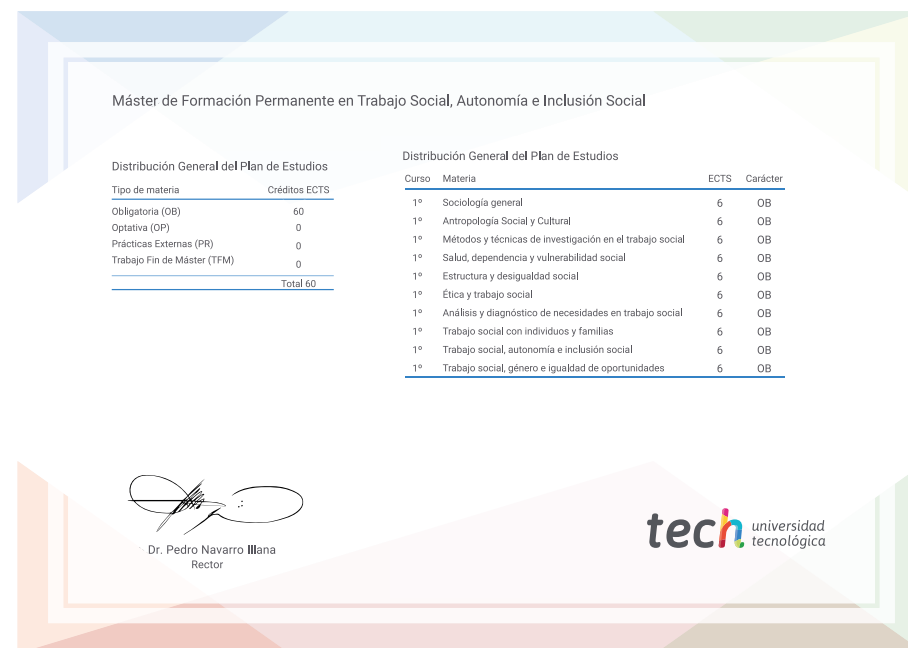 Máster de Formación Permanente en Trabajo Social, Autonomía e Inclusión Social
Distribución General del Plan de Estudios
Tipo de materia Créditos ECTS
Obligatoria (OB) 60
Optativa (OP) 0
Prácticas Externas (PR) 0
Trabajo Fin de Máster (TFM) 0
Total 60
Distribución General del Plan de Estudios
Curso Materia ECTS Carácter
1º Sociología general 6 OB
1º Antropología Social y Cultural 6 OB
1º Métodos y técnicas de investigación en el trabajo social 6 OB
1º Salud, dependencia y vulnerabilidad social 6 OB
1º Estructura y desigualdad social 6 OB
1º Ética y trabajo social 6 OB
1º Análisis y diagnóstico de necesidades en trabajo social 6 OB
1º Trabajo social con individuos y familias 6 OB
1º Trabajo social, autonomía e inclusión social 6 OB
1º Trabajo social, género e igualdad de oportunidades 6 OB
Dr. Pedro Navarro Illana
Rector
tech universidad
tecnológica